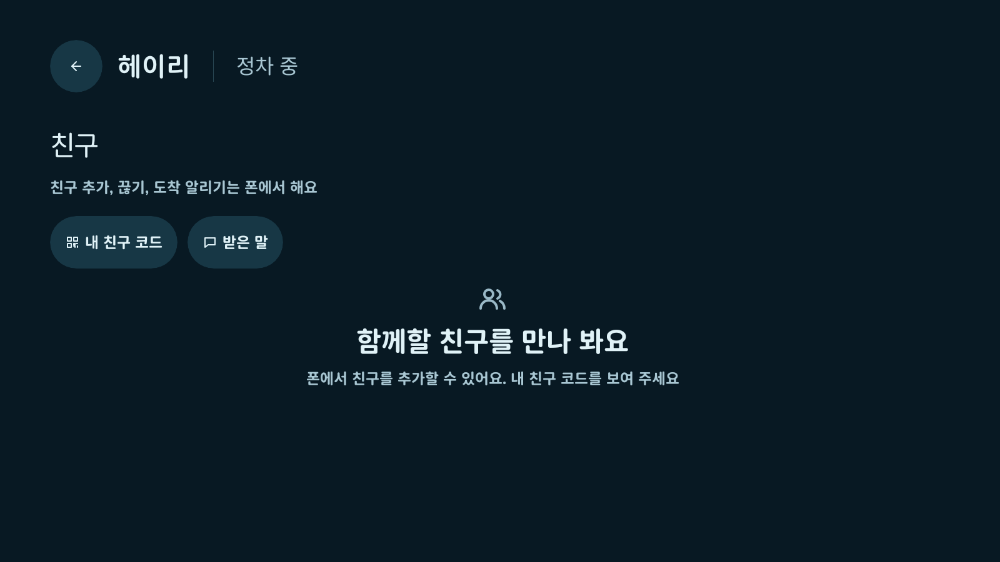 헤이리
정차 중
친구
친구 추가, 끊기, 도착 알리기는 폰에서 해요
내 친구 코드
받은 말
함께할 친구를 만나 봐요
폰에서 친구를 추가할 수 있어요. 내 친구 코드를 보여 주세요